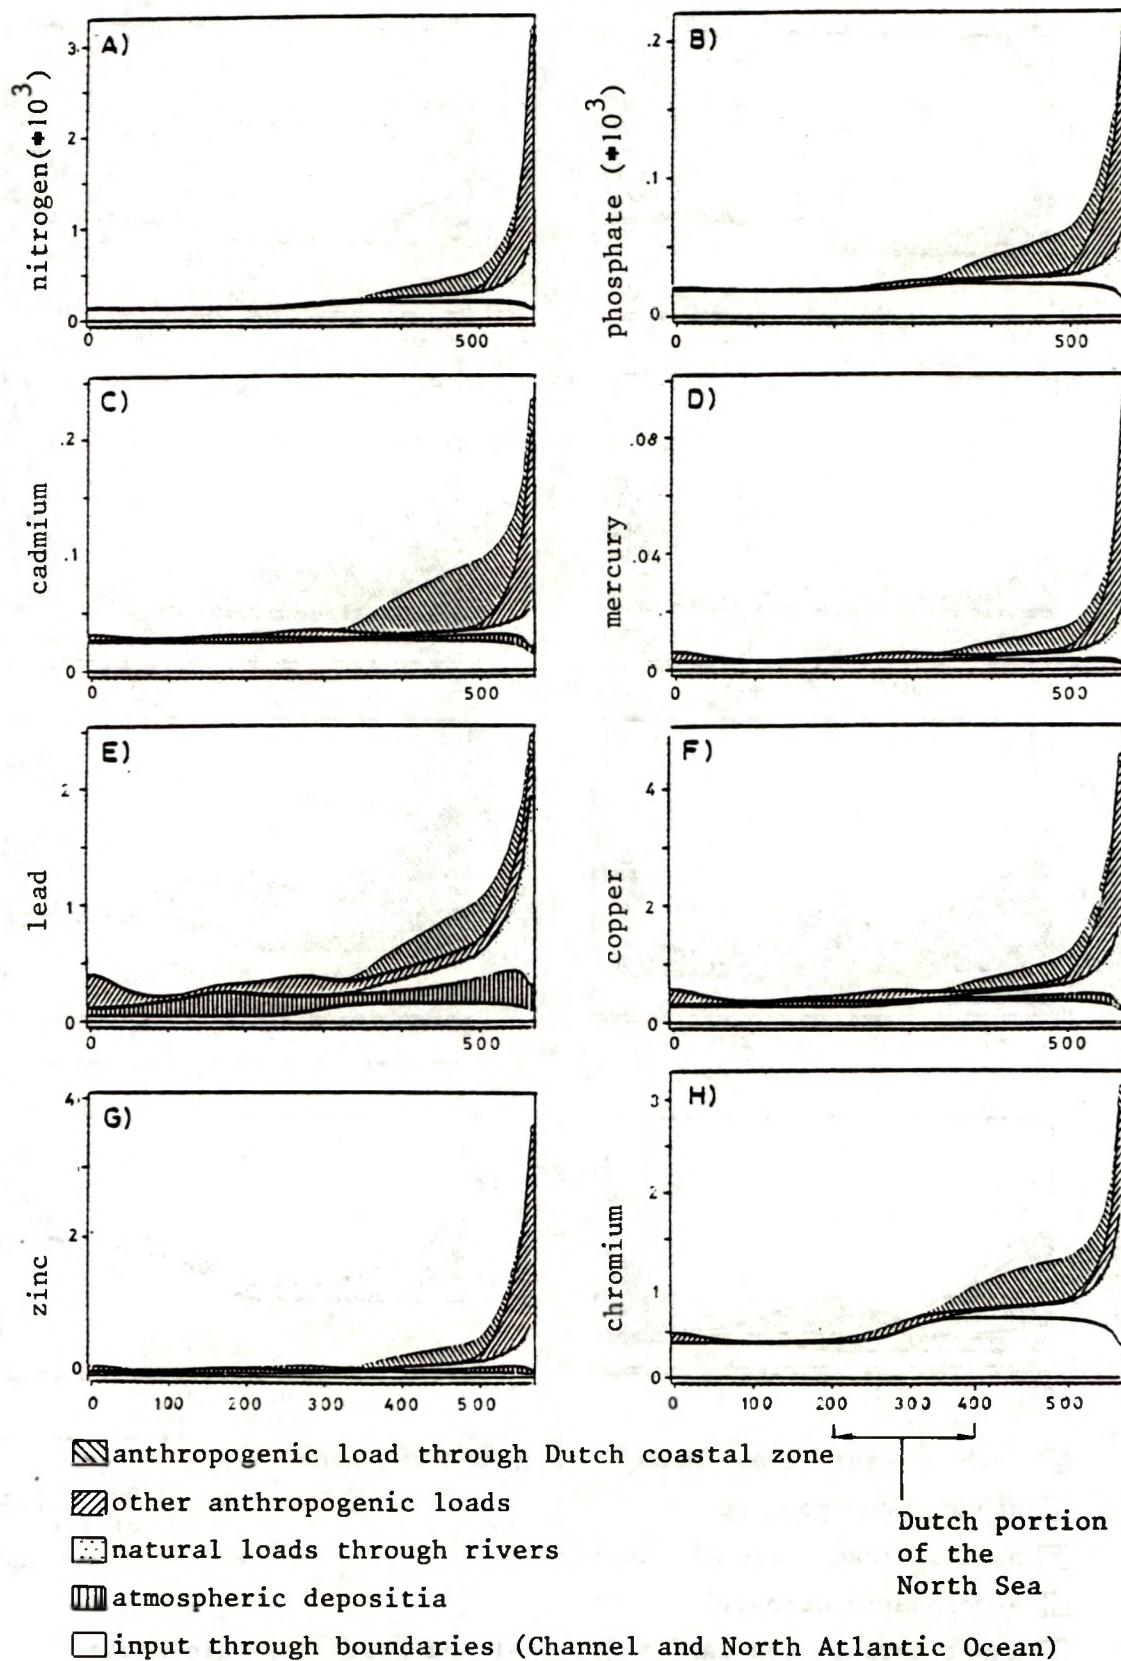 A)
nitrogen(*10³)
3
2
1
0
0 500
B)
phosphate (*10³)
.2
.1
0
0 500
C)
cadmium
.2
.1
0
0 500
D)
mercury
.08
.04
0
0 500
E)
lead
2
1
0
0 500
F)
copper
4
2
0
0 500
G)
zinc
4
2
0
0 100 200 300 400 500
H)
chromium
3
2
1
0
0 100 200 300 400 500
anthropogenic load through Dutch coastal zone
other anthropogenic loads
natural loads through rivers
atmospheric depositia
input through boundaries (Channel and North Atlantic Ocean)
Dutch portion
of the
North Sea